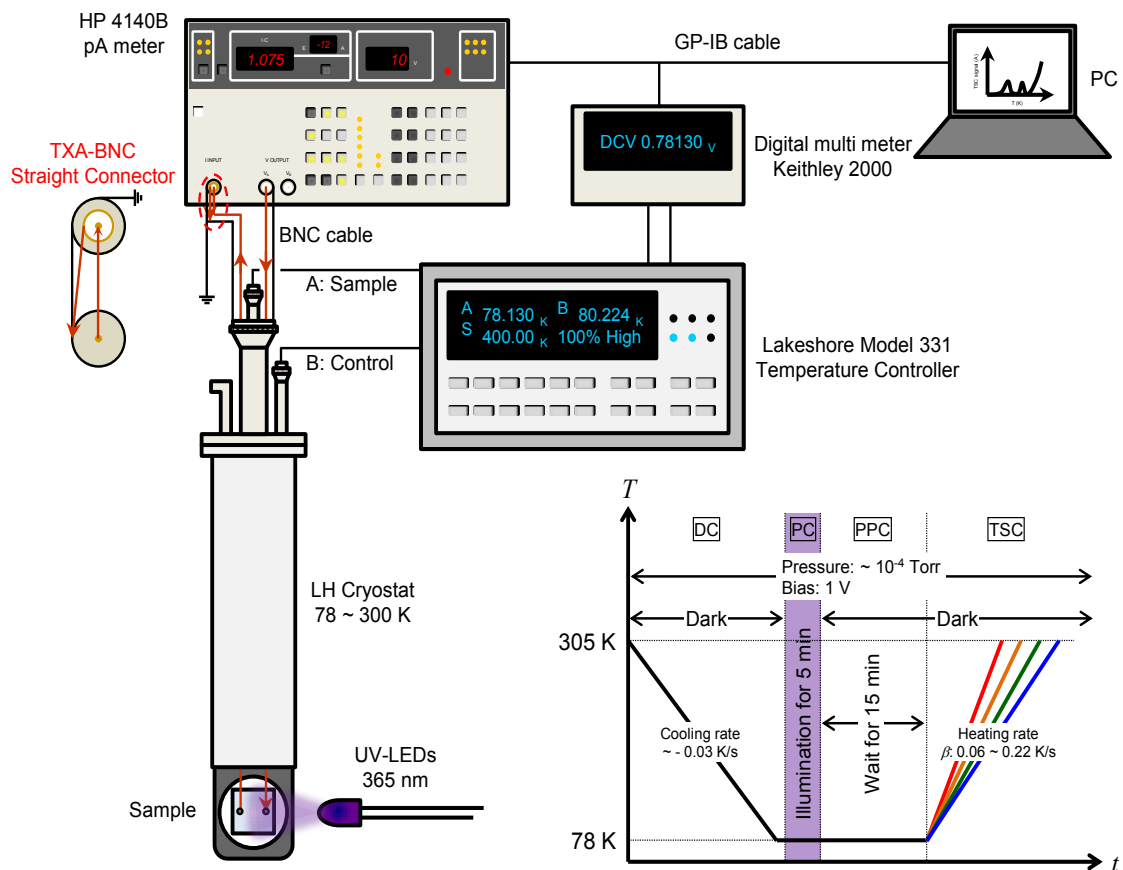 HP 4140B
pA meter
I-C
1.075
E -12 A
10 V
I INPUT
V OUTPUT
VA VB
GP-IB cable
TSC signal (A)
T (K)
PC
DCV 0.78130 V
Digital multi meter
Keithley 2000
TXA-BNC
Straight Connector
BNC cable
A: Sample
B: Control
A 78.130 K B 80.224 K
S 400.00 K 100% High
Lakeshore Model 331
Temperature Controller
LH Cryostat
78 ~ 300 K
UV-LEDs
365 nm
Sample
T
DC
PC
PPC
TSC
Pressure: ~ 10⁻⁴ Torr
Bias: 1 V
Dark
Dark
305 K
Illumination for 5 min
Wait for 15 min
Cooling rate
~ - 0.03 K/s
Heating rate
β: 0.06 ~ 0.22 K/s
78 K
t